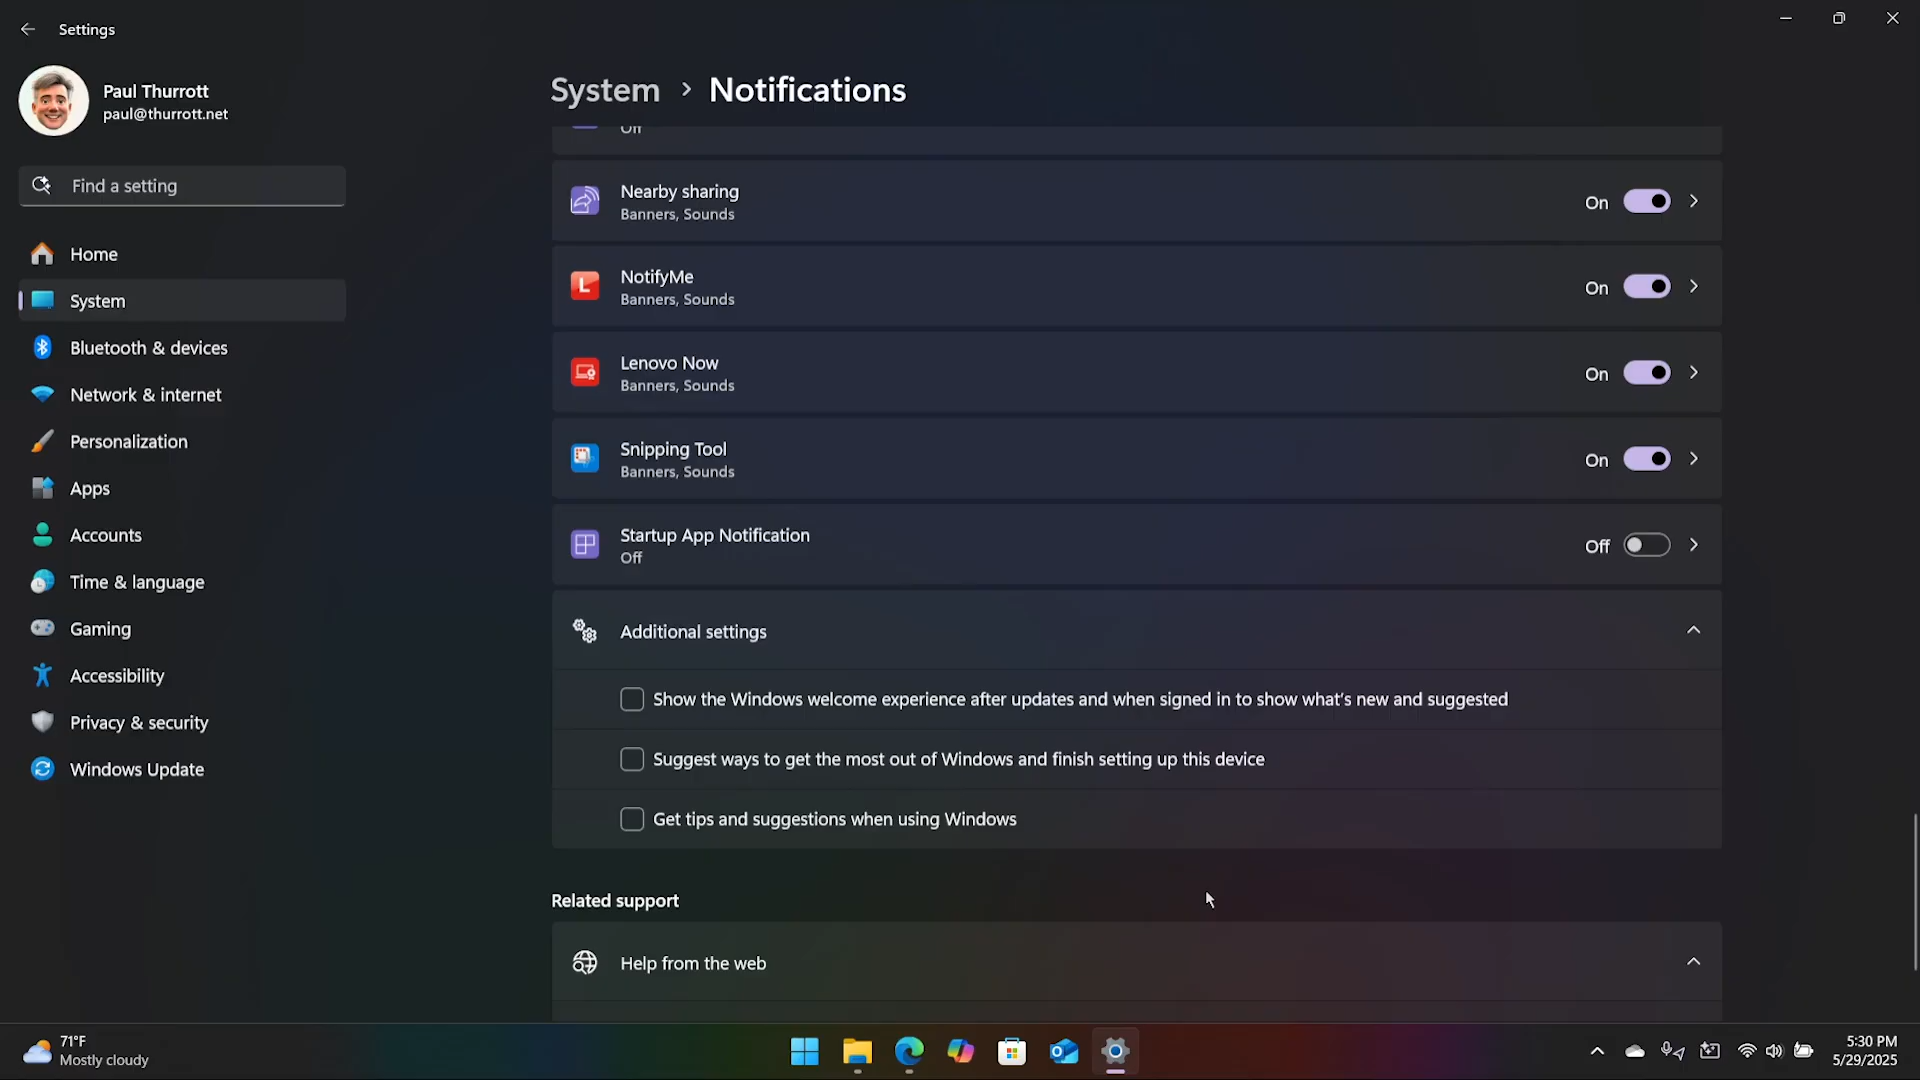 Settings
Paul Thurrott
paul@thurrott.net
Find a setting
Home
System
Bluetooth & devices
Network & internet
Personalization
Apps
Accounts
Time & language
Gaming
Accessibility
Privacy & security
Windows Update
System > Notifications
Off
Nearby sharing
Banners, Sounds
On
NotifyMe
Banners, Sounds
On
L
Lenovo Now
Banners, Sounds
On
Snipping Tool
Banners, Sounds
On
Startup App Notification
Off
Off
Additional settings
Show the Windows welcome experience after updates and when signed in to show what's new and suggested
Suggest ways to get the most out of Windows and finish setting up this device
Get tips and suggestions when using Windows
Related support
Help from the web
71°F
Mostly cloudy
5:30 PM
5/29/2025